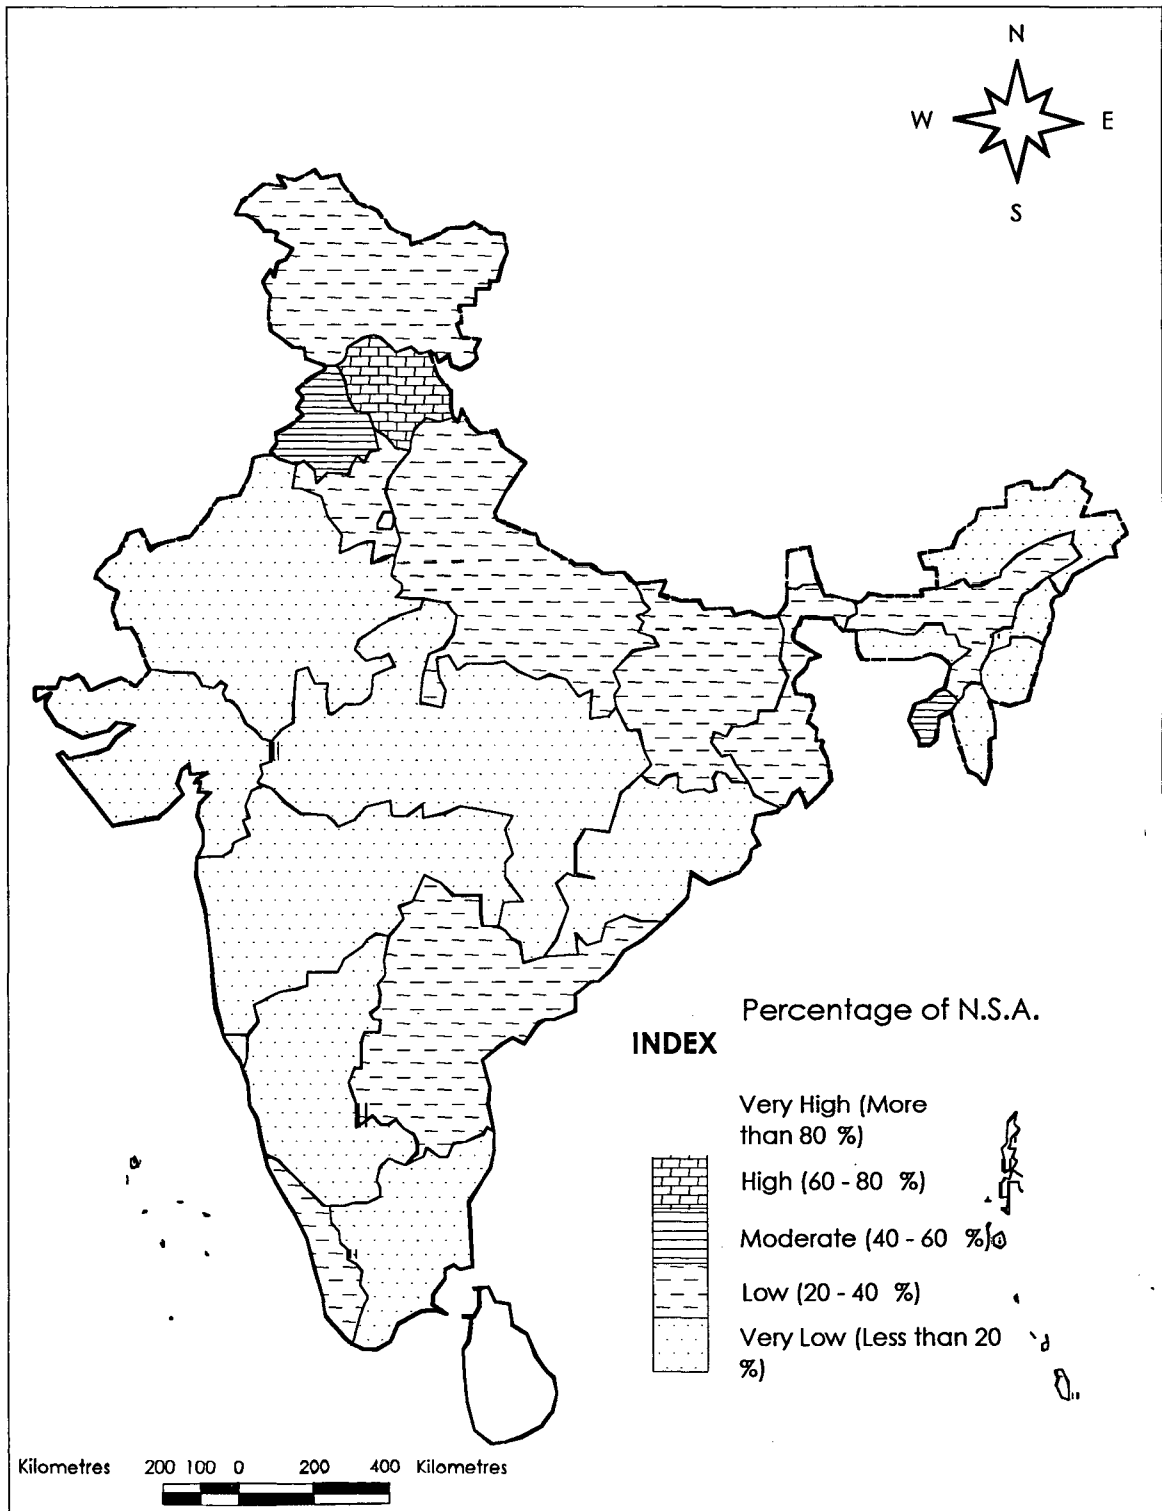 N
W E
S
Percentage of N.S.A.
INDEX
Very High (More
than 80 %)
High (60 - 80 %)
Moderate (40 - 60 %)
Low (20 - 40 %)
Very Low (Less than 20
%)
Kilometres 200 100 0 200 400 Kilometres